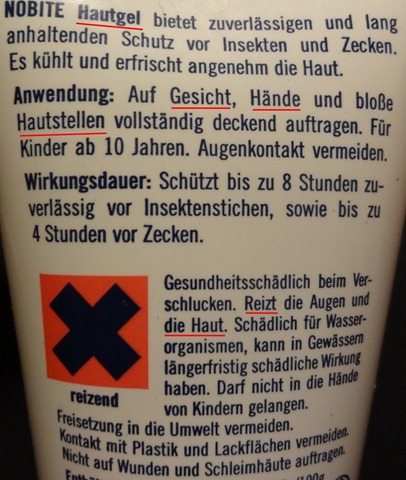 NOBITE Hautgel bietet zuverlässigen und lang
anhaltenden Schutz vor Insekten und Zecken.
Es kühlt und erfrischt angenehm die Haut.
Anwendung: Auf Gesicht, Hände und bloße
Hautstellen vollständig deckend auftragen. Für
Kinder ab 10 Jahren. Augenkontakt vermeiden.
Wirkungsdauer: Schützt bis zu 8 Stunden zu-
verlässig vor Insektenstichen, sowie bis zu
4 Stunden vor Zecken.
Gesundheitsschädlich beim Ver-
schlucken. Reizt die Augen und
die Haut. Schädlich für Wasser-
organismen, kann in Gewässern
längerfristig schädliche Wirkung
haben. Darf nicht in die Hände
von Kindern gelangen.
reizend
Freisetzung in die Umwelt vermeiden.
Kontakt mit Plastik und Lackflächen vermeiden.
Nicht auf Wunden und Schleimhäute auftragen.